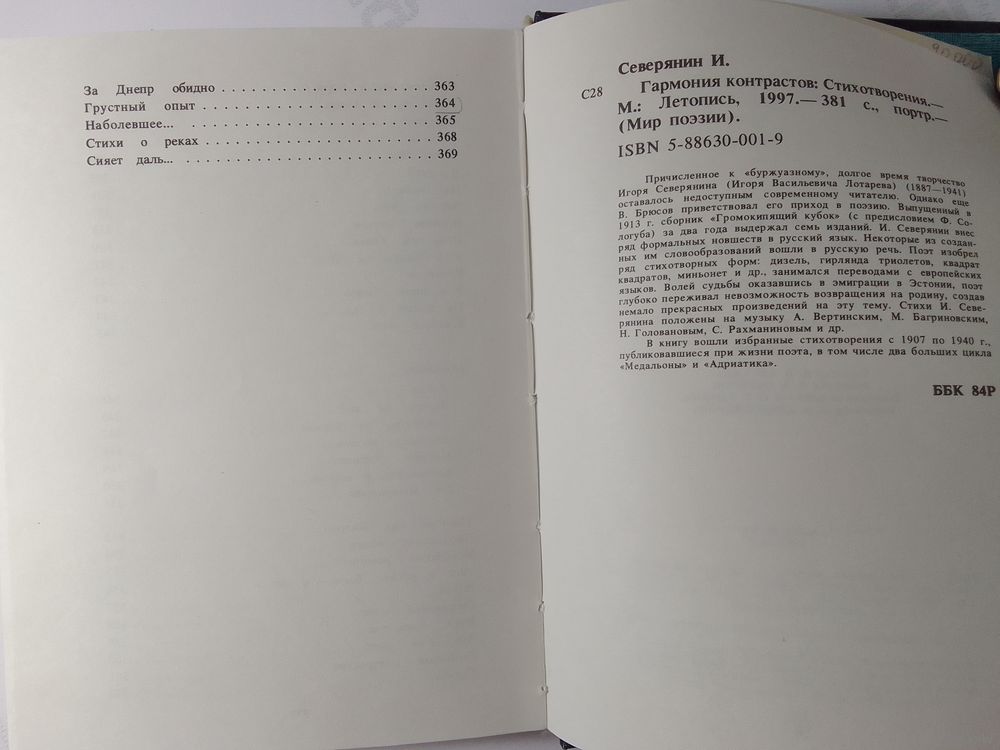 За Днепр обидно . . . . . . . . . . . . . . . . . . . . . . 363
Грустный опыт . . . . . . . . . . . . . . . . . . . . . . . . 364
Наболевшее... . . . . . . . . . . . . . . . . . . . . . . . . . 365
Стихи о реках . . . . . . . . . . . . . . . . . . . . . . . . 368
Сияет даль... . . . . . . . . . . . . . . . . . . . . . . . . . 369
Северянин И.
С28 Гармония контрастов: Стихотворения.—
М.: Летопись, 1997.— 381 с., портр.—
(Мир поэзии).
ISBN 5-88630-001-9
Причисленное к «буржуазному», долгое время творчество
Игоря Северянина (Игоря Васильевича Лотарева) (1887—1941)
оставалось недоступным современному читателю. Однако еще
В. Брюсов приветствовал его приход в поэзию. Выпущенный в
1913 г. сборник «Громокипящий кубок» (с предисловием Ф. Со-
логуба) за два года выдержал семь изданий. И. Северянин внес
ряд формальных новшеств в русский язык. Некоторые из создан-
ных им словообразований вошли в русскую речь. Поэт изобрел
ряд стихотворных форм: дизель, гирлянда триолетов, квадрат
квадратов, миньонет и др., занимался переводами с европейских
языков. Волей судьбы оказавшись в эмиграции в Эстонии, поэт
глубоко переживал невозможность возвращения на родину, создав
немало прекрасных произведений на эту тему. Стихи И. Севе-
рянина положены на музыку А. Вертинским, М. Багриновским,
Н. Головановым, С. Рахманиновым и др.
В книгу вошли избранные стихотворения с 1907 по 1940 г.,
публиковавшиеся при жизни поэта, в том числе два больших цикла
«Медальоны» и «Адриатика».
ББК 84Р